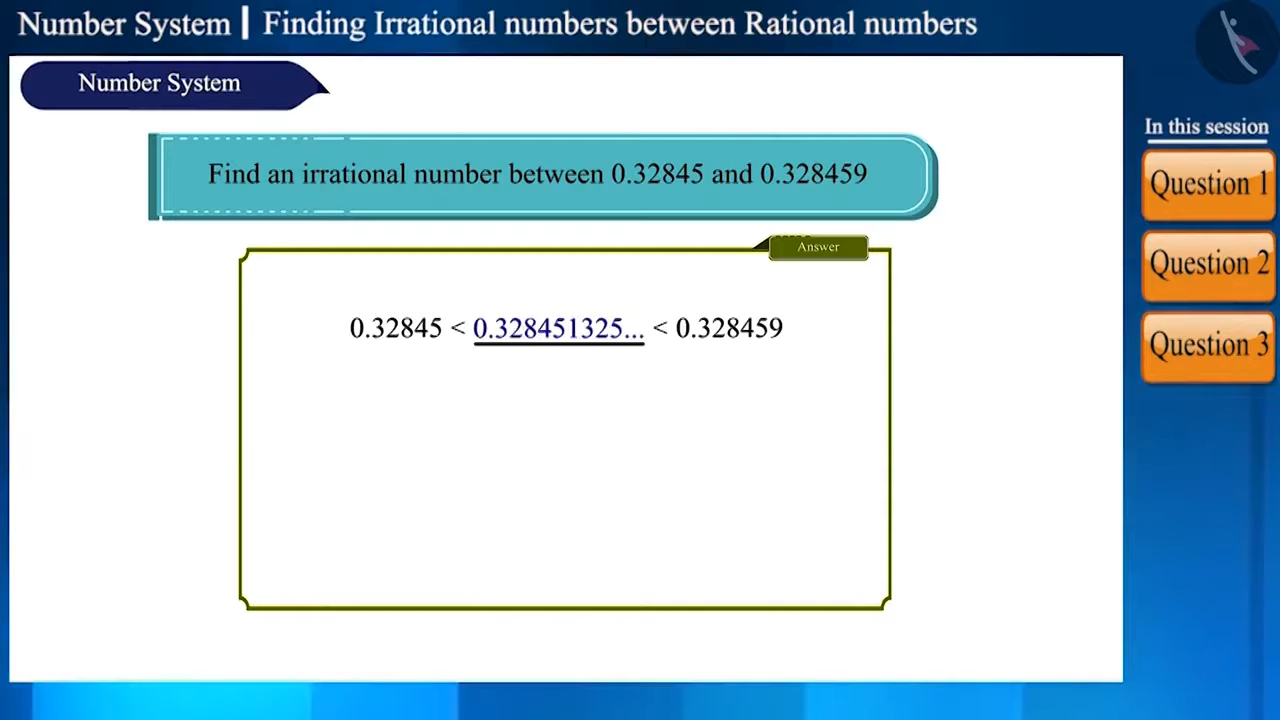 Number System | Finding Irrational numbers between Rational numbers
Number System
In this session
Find an irrational number between 0.32845 and 0.328459
Question 1
Answer
Question 2
0.32845 < 0.328451325... < 0.328459
Question 3